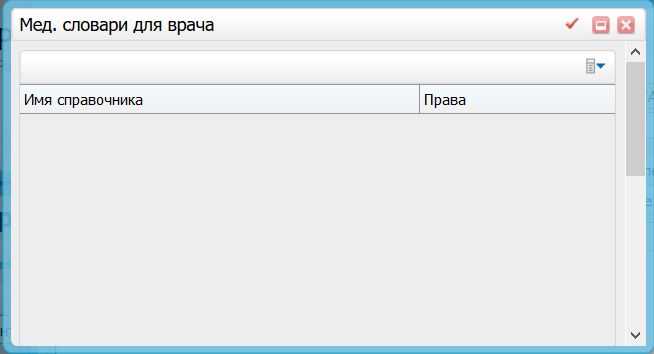 Мед. словари для врача
Имя справочника Права